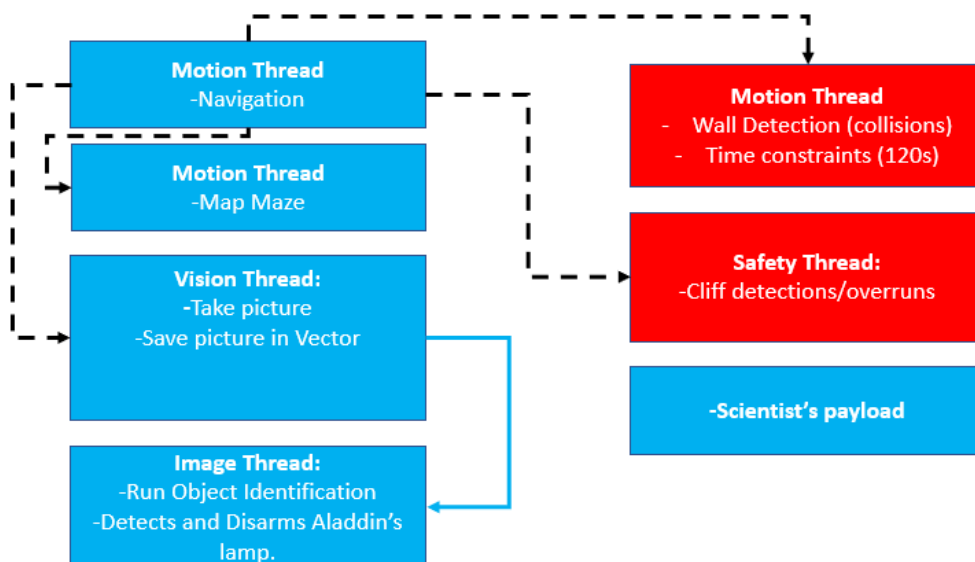 Motion Thread
-Navigation
Motion Thread
-Map Maze
Vision Thread:
-Take picture
-Save picture in Vector
Image Thread:
-Run Object Identification
-Detects and Disarms Aladdin’s
lamp.
Motion Thread
- Wall Detection (collisions)
- Time constraints (120s)
Safety Thread:
-Cliff detections/overruns
-Scientist’s payload